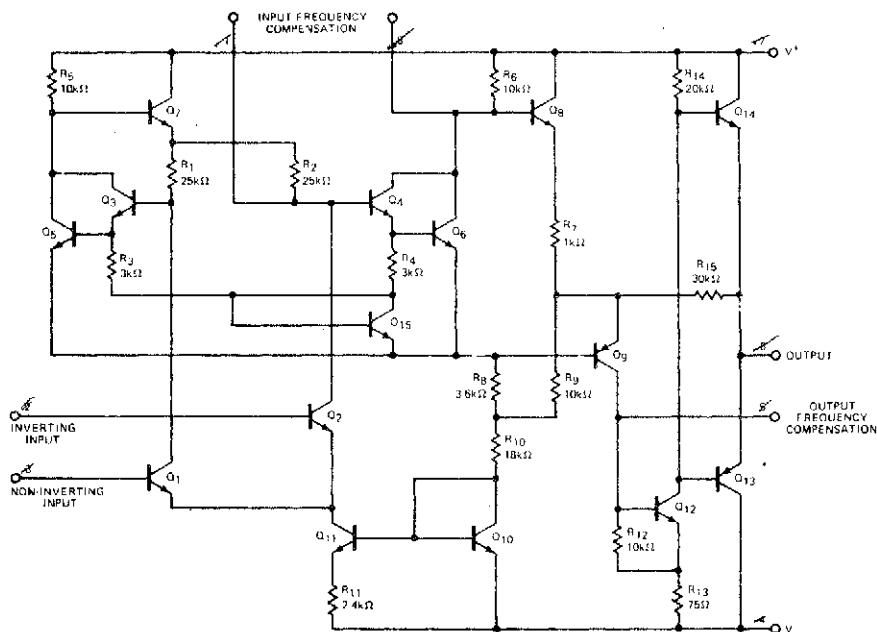 INPUT FREQUENCY
COMPENSATION
V+
R5
10kΩ
R6
10kΩ
R14
20kΩ
Q7
Q8
Q14
R1
25kΩ
R2
25kΩ
Q3
Q4
Q5
Q6
R7
1kΩ
R3
3kΩ
R4
3kΩ
R15
30kΩ
Q15
Q9
OUTPUT
R8
3.6kΩ
R9
10kΩ
OUTPUT
FREQUENCY
COMPENSATION
Q2
INVERTING
INPUT
R10
18kΩ
Q1
NON-INVERTING
INPUT
Q13
Q12
Q11
Q10
R12
10kΩ
R11
2.4kΩ
R13
75Ω
V